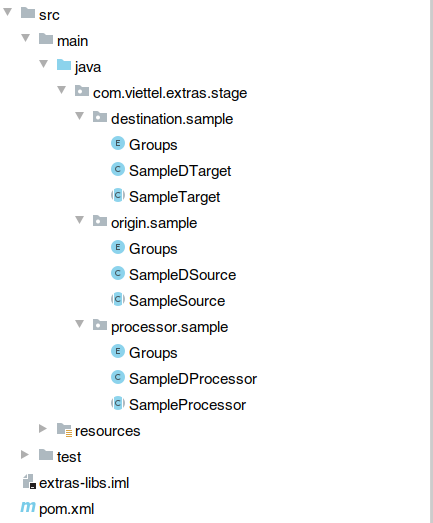 src
main
java
com.viettel.extras.stage
destination.sample
E Groups
C SampleDTarget
C SampleTarget
origin.sample
E Groups
C SampleDSource
C SampleSource
processor.sample
E Groups
C SampleDProcessor
C SampleProcessor
resources
test
extras-libs.iml
m pom.xml